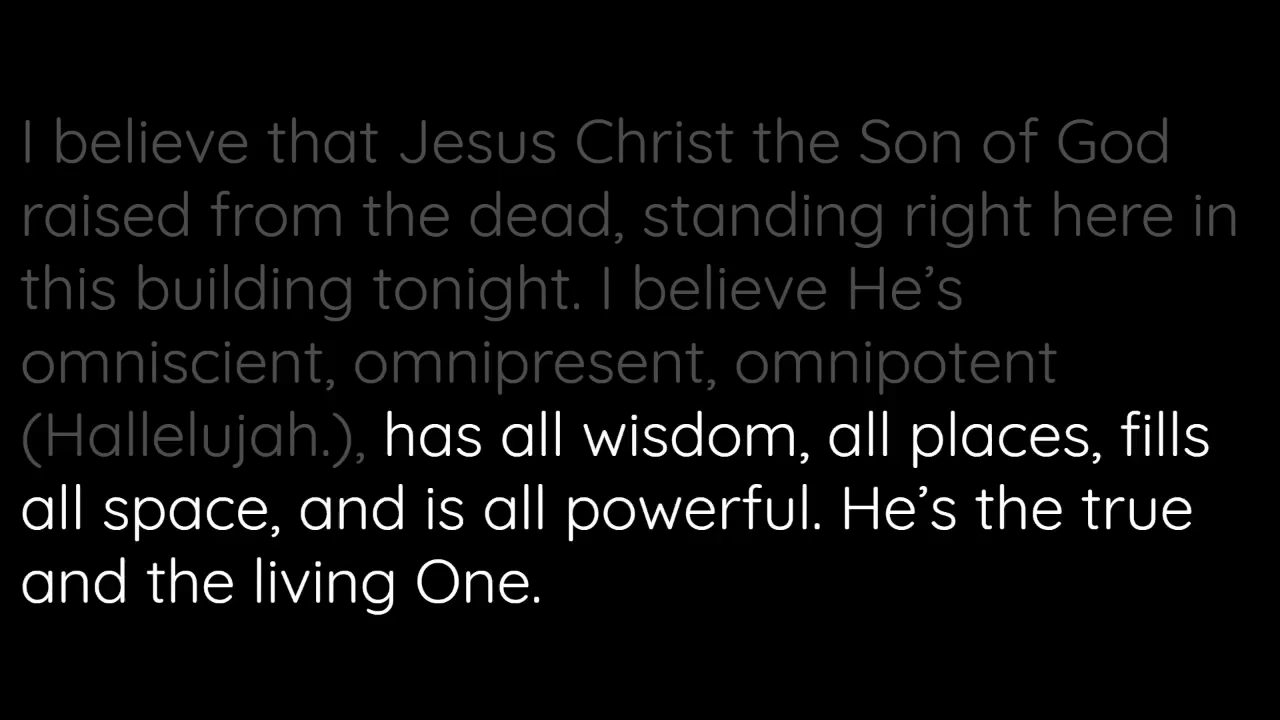 I believe that Jesus Christ the Son of God
raised from the dead, standing right here in
this building tonight. I believe He’s
omniscient, omnipresent, omnipotent
(Hallelujah.), has all wisdom, all places, fills
all space, and is all powerful. He’s the true
and the living One.